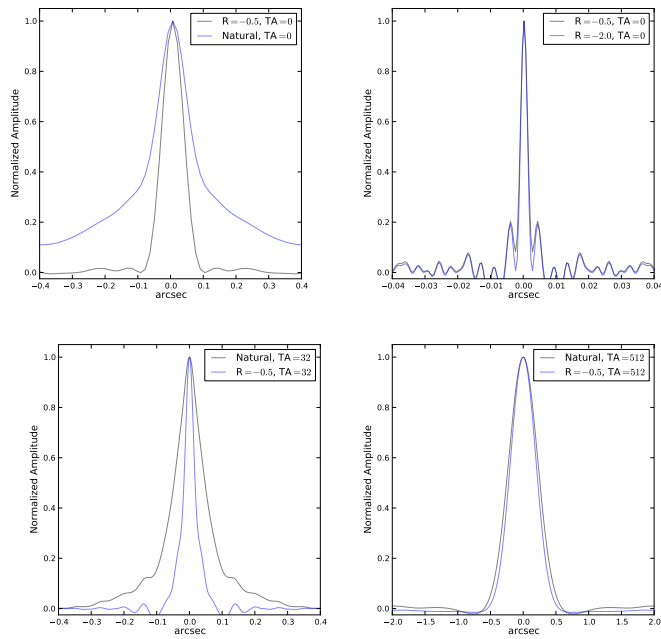 R=−0.5, TA=0
Natural, TA=0
1.0
0.8
0.6
0.4
0.2
0.0
Normalized Amplitude
−0.4 −0.3 −0.2 −0.1 0.0 0.1 0.2 0.3 0.4
arcsec
R=−0.5, TA=0
R=−2.0, TA=0
1.0
0.8
0.6
0.4
0.2
0.0
Normalized Amplitude
−0.04 −0.03 −0.02 −0.01 0.00 0.01 0.02 0.03 0.04
arcsec
Natural, TA=32
R=−0.5, TA=32
1.0
0.8
0.6
0.4
0.2
0.0
Normalized Amplitude
−0.4 −0.3 −0.2 −0.1 0.0 0.1 0.2 0.3 0.4
arcsec
Natural, TA=512
R=−0.5, TA=512
1.0
0.8
0.6
0.4
0.2
0.0
Normalized Amplitude
−2.0 −1.5 −1.0 −0.5 0.0 0.5 1.0 1.5 2.0
arcsec